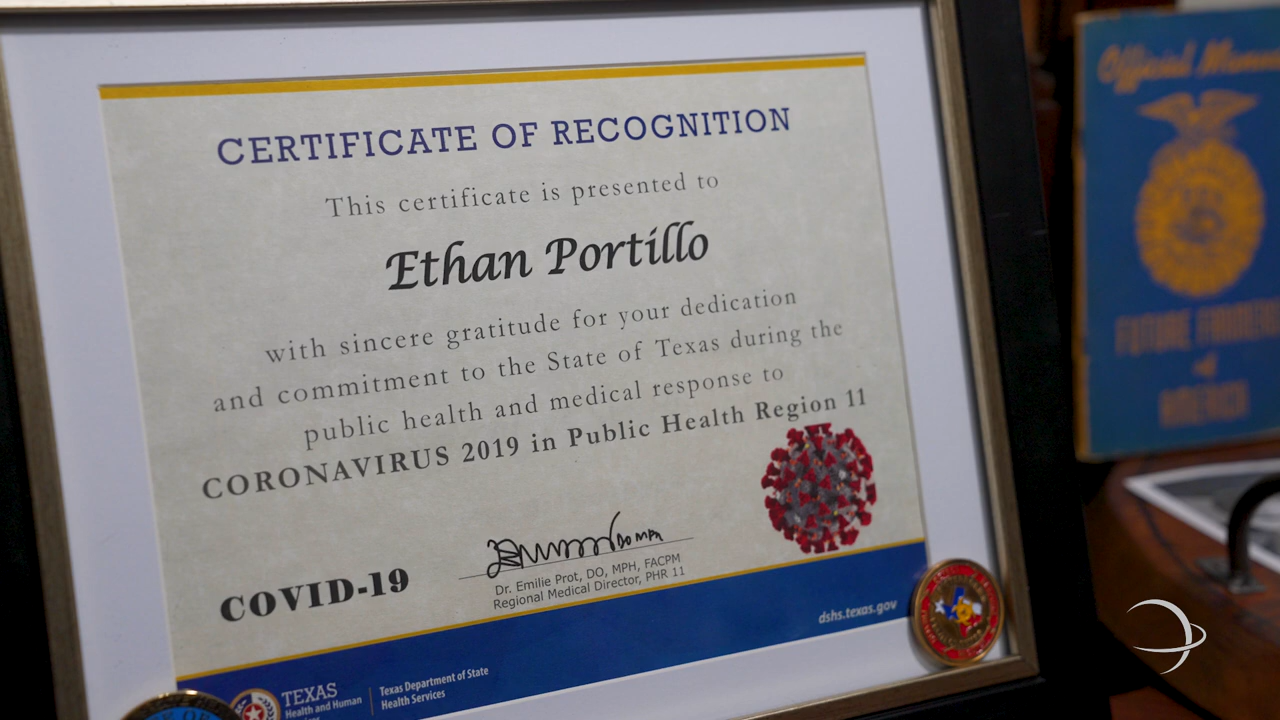 CERTIFICATE OF RECOGNITION
This certificate is presented to
Ethan Portillo
with sincere gratitude for your dedication
and commitment to the State of Texas during the
public health and medical response to
CORONAVIRUS 2019 in Public Health Region 11
COVID-19
DO MPH
Dr. Emilie Prot, DO, MPH, FACPM
Regional Medical Director, PHR 11
dshs.texas.gov
TEXAS
Health and Human
Texas Department of State
Health Services
Official
FUTURE FARMERS
of
AMERICA